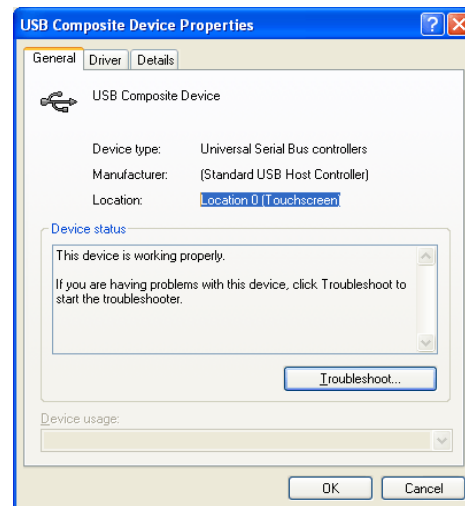 USB Composite Device Properties
General Driver Details
USB Composite Device
Device type: Universal Serial Bus controllers
Manufacturer: (Standard USB Host Controller)
Location: Location 0 (Touchscreen)
Device status
This device is working properly.
If you are having problems with this device, click Troubleshoot to
start the troubleshooter.
Troubleshoot...
Device usage:
OK Cancel